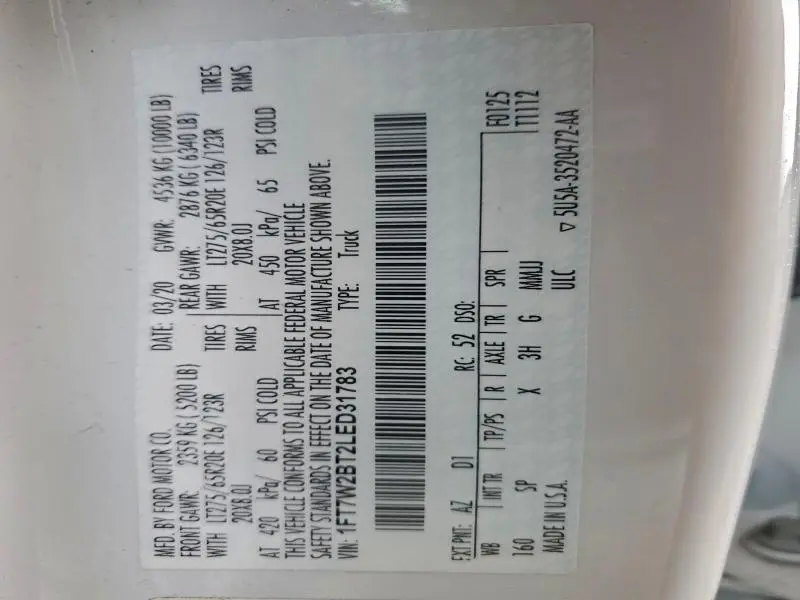 MFD. BY FORD MOTOR CO. DATE: 03/20 GVWR: 4536 KG (10000 LB)
FRONT GAWR: 2359 KG ( 5200 LB) REAR GAWR: 2876 KG ( 6340 LB)
WITH LT275/65R20E 126/123R TIRES WITH LT275/65R20E 126/123R TIRES
20X8.0J RIMS 20X8.0J RIMS
AT 420 kPa/ 60 PSI COLD AT 450 kPa/ 65 PSI COLD
THIS VEHICLE CONFORMS TO ALL APPLICABLE FEDERAL MOTOR VEHICLE
SAFETY STANDARDS IN EFFECT ON THE DATE OF MANUFACTURE SHOWN ABOVE.
VIN: 1FT7W2BT2LED31783 TYPE: Truck
EXT PNT: AZ D1 RC: 52 DSO: F0125
WB INT TR TP/PS R AXLE TR SPR T1112
160 SP X 3H G MMJJ
MADE IN U.S.A. ULC ▽ 5U5A-3520472-AA